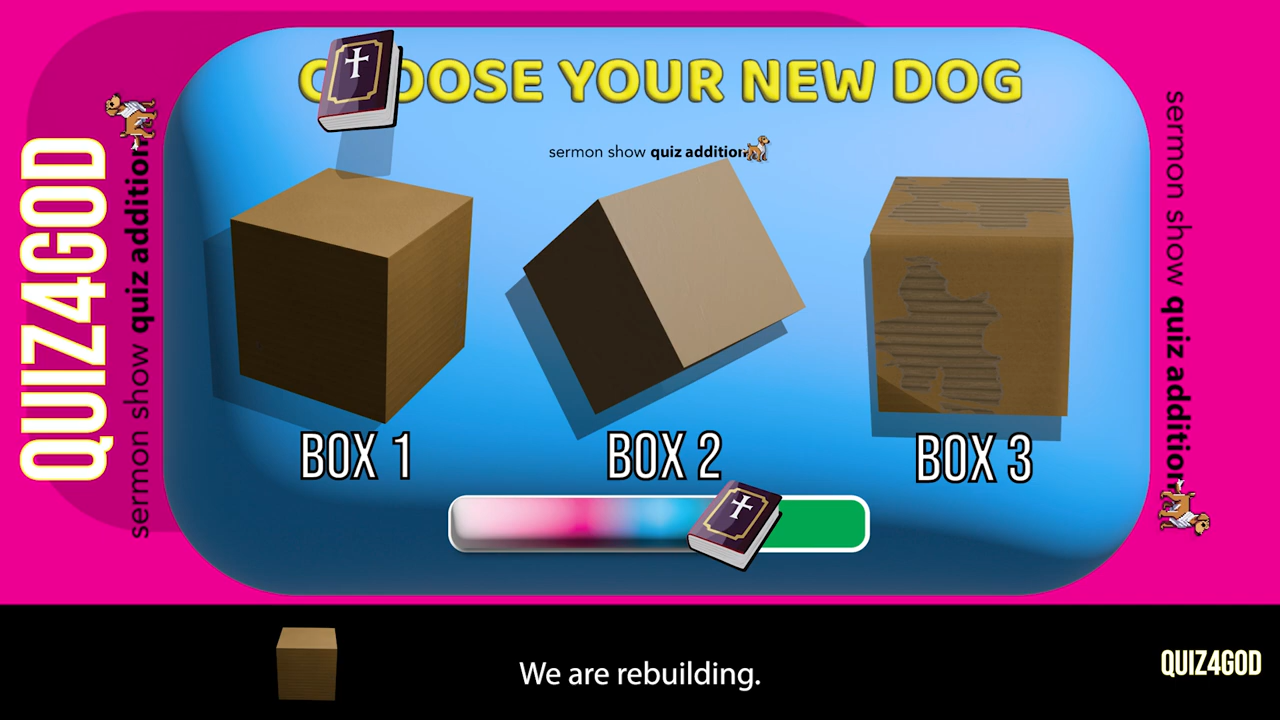 CHOOSE YOUR NEW DOG
sermon show quiz addition
QUIZ4GOD
sermon show quiz addition
sermon show quiz addition
BOX 1
BOX 2
BOX 3
We are rebuilding.
QUIZ4GOD